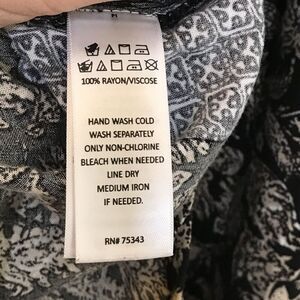 100% RAYON/VISCOSE
HAND WASH COLD
WASH SEPARATELY
ONLY NON-CHLORINE
BLEACH WHEN NEEDED
LINE DRY
MEDIUM IRON
IF NEEDED.
RN# 75343